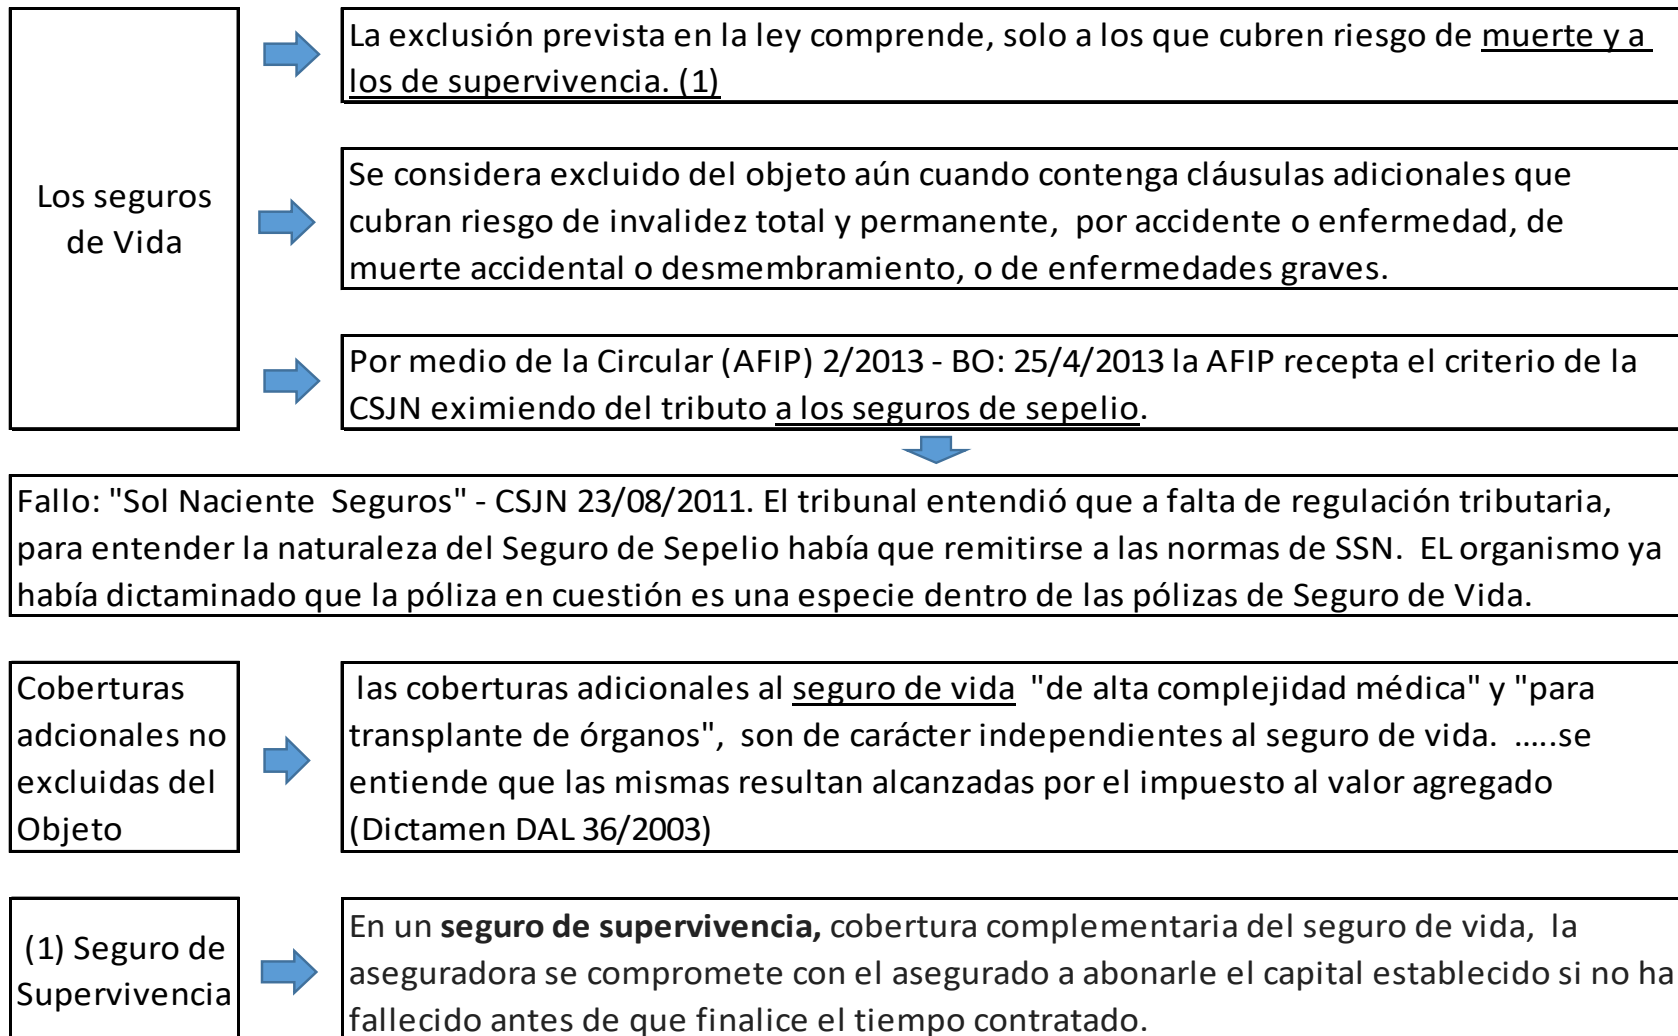 Los seguros
de Vida
La exclusión prevista en la ley comprende, solo a los que cubren riesgo de muerte y a
los de supervivencia. (1)
Se considera excluido del objeto aún cuando contenga cláusulas adicionales que
cubran riesgo de invalidez total y permanente, por accidente o enfermedad, de
muerte accidental o desmembramiento, o de enfermedades graves.
Por medio de la Circular (AFIP) 2/2013 - BO: 25/4/2013 la AFIP recepta el criterio de la
CSJN eximiendo del tributo a los seguros de sepelio.
Fallo: "Sol Naciente Seguros" - CSJN 23/08/2011. El tribunal entendió que a falta de regulación tributaria,
para entender la naturaleza del Seguro de Sepelio había que remitirse a las normas de SSN. EL organismo ya
había dictaminado que la póliza en cuestión es una especie dentro de las pólizas de Seguro de Vida.
Coberturas
adcionales no
excluidas del
Objeto
las coberturas adicionales al seguro de vida "de alta complejidad médica" y "para
transplante de órganos", son de carácter independientes al seguro de vida. .....se
entiende que las mismas resultan alcanzadas por el impuesto al valor agregado
(Dictamen DAL 36/2003)
(1) Seguro de
Supervivencia
En un seguro de supervivencia, cobertura complementaria del seguro de vida, la
aseguradora se compromete con el asegurado a abonarle el capital establecido si no ha
fallecido antes de que finalice el tiempo contratado.